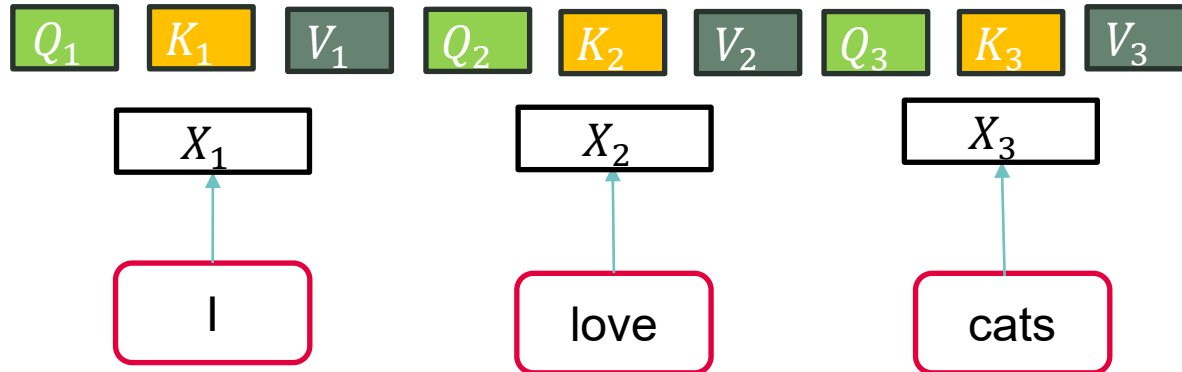 Q₁ K₁ V₁ Q₂ K₂ V₂ Q₃ K₃ V₃
X₁ X₂ X₃
I love cats